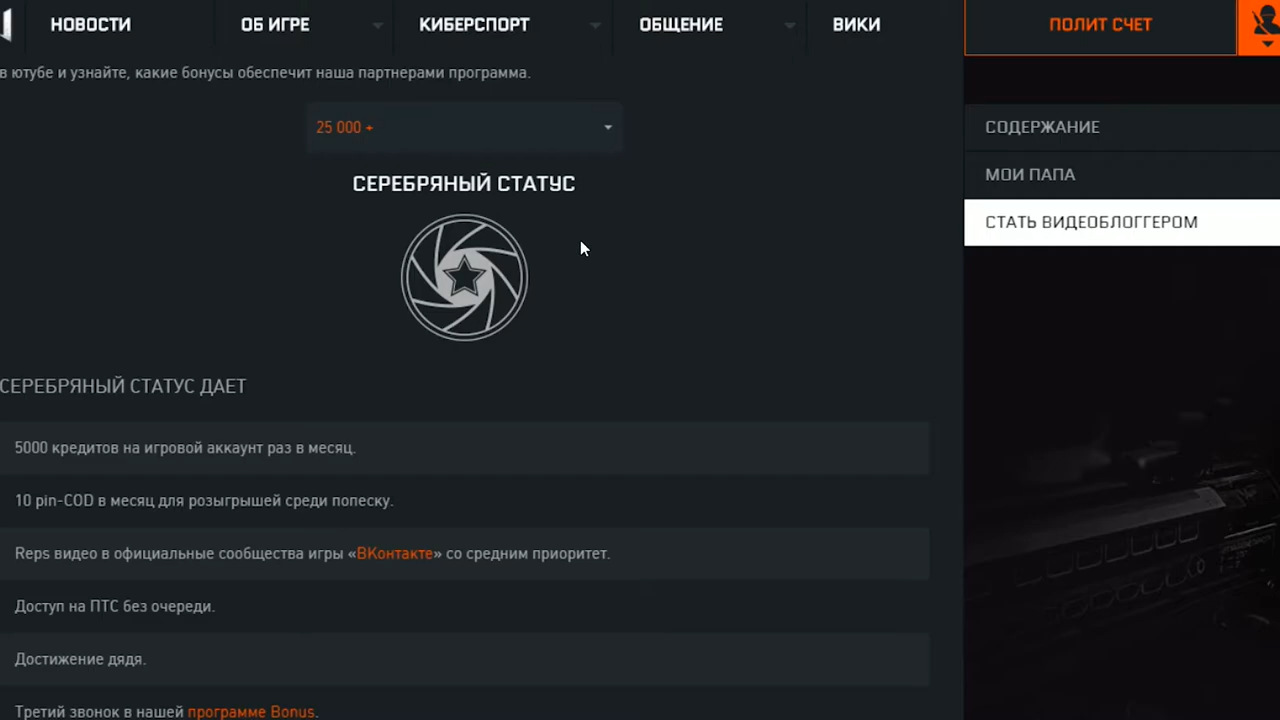 НОВОСТИ ОБ ИГРЕ КИБЕРСПОРТ ОБЩЕНИЕ ВИКИ ПОЛИТ СЧЕТ
в ютубе и узнайте, какие бонусы обеспечит наша партнерами программа.
25 000 +
СЕРЕБРЯНЫЙ СТАТУС
СОДЕРЖАНИЕ
МОИ ПАПА
СТАТЬ ВИДЕОБЛОГГЕРОМ
СЕРЕБРЯНЫЙ СТАТУС ДАЕТ
5000 кредитов на игровой аккаунт раз в месяц.
10 pin-COD в месяц для розыгрышей среди попеску.
Reps видео в официальные сообщества игры «ВКонтакте» со средним приоритет.
Доступ на ПТС без очереди.
Достижение дядя.
Третий звонок в нашей программе Bonus.